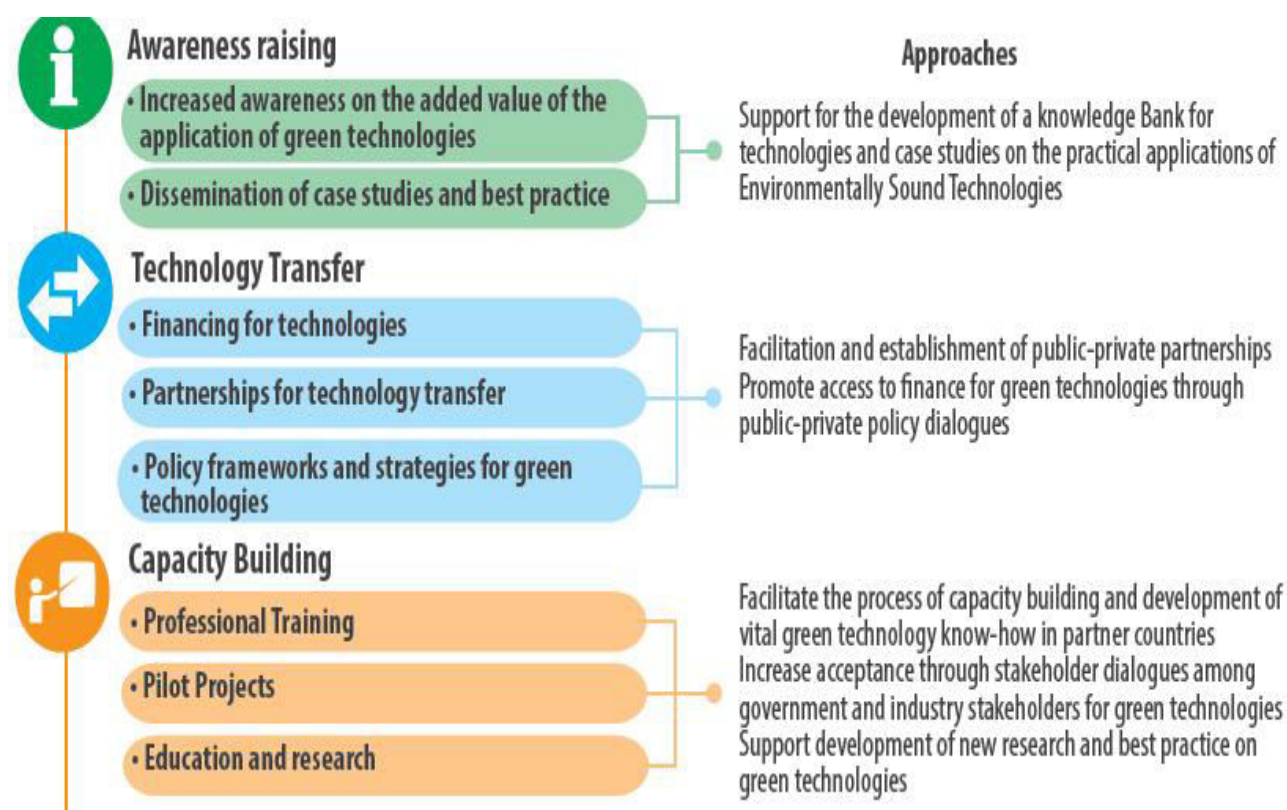 Awareness raising
• Increased awareness on the added value of the
application of green technologies
• Dissemination of case studies and best practice
Approaches
Support for the development of a knowledge Bank for
technologies and case studies on the practical applications of
Environmentally Sound Technologies
Technology Transfer
• Financing for technologies
• Partnerships for technology transfer
• Policy frameworks and strategies for green
technologies
Facilitation and establishment of public-private partnerships
Promote access to finance for green technologies through
public-private policy dialogues
Capacity Building
• Professional Training
• Pilot Projects
• Education and research
Facilitate the process of capacity building and development of
vital green technology know-how in partner countries
Increase acceptance through stakeholder dialogues among
government and industry stakeholders for green technologies
Support development of new research and best practice on
green technologies